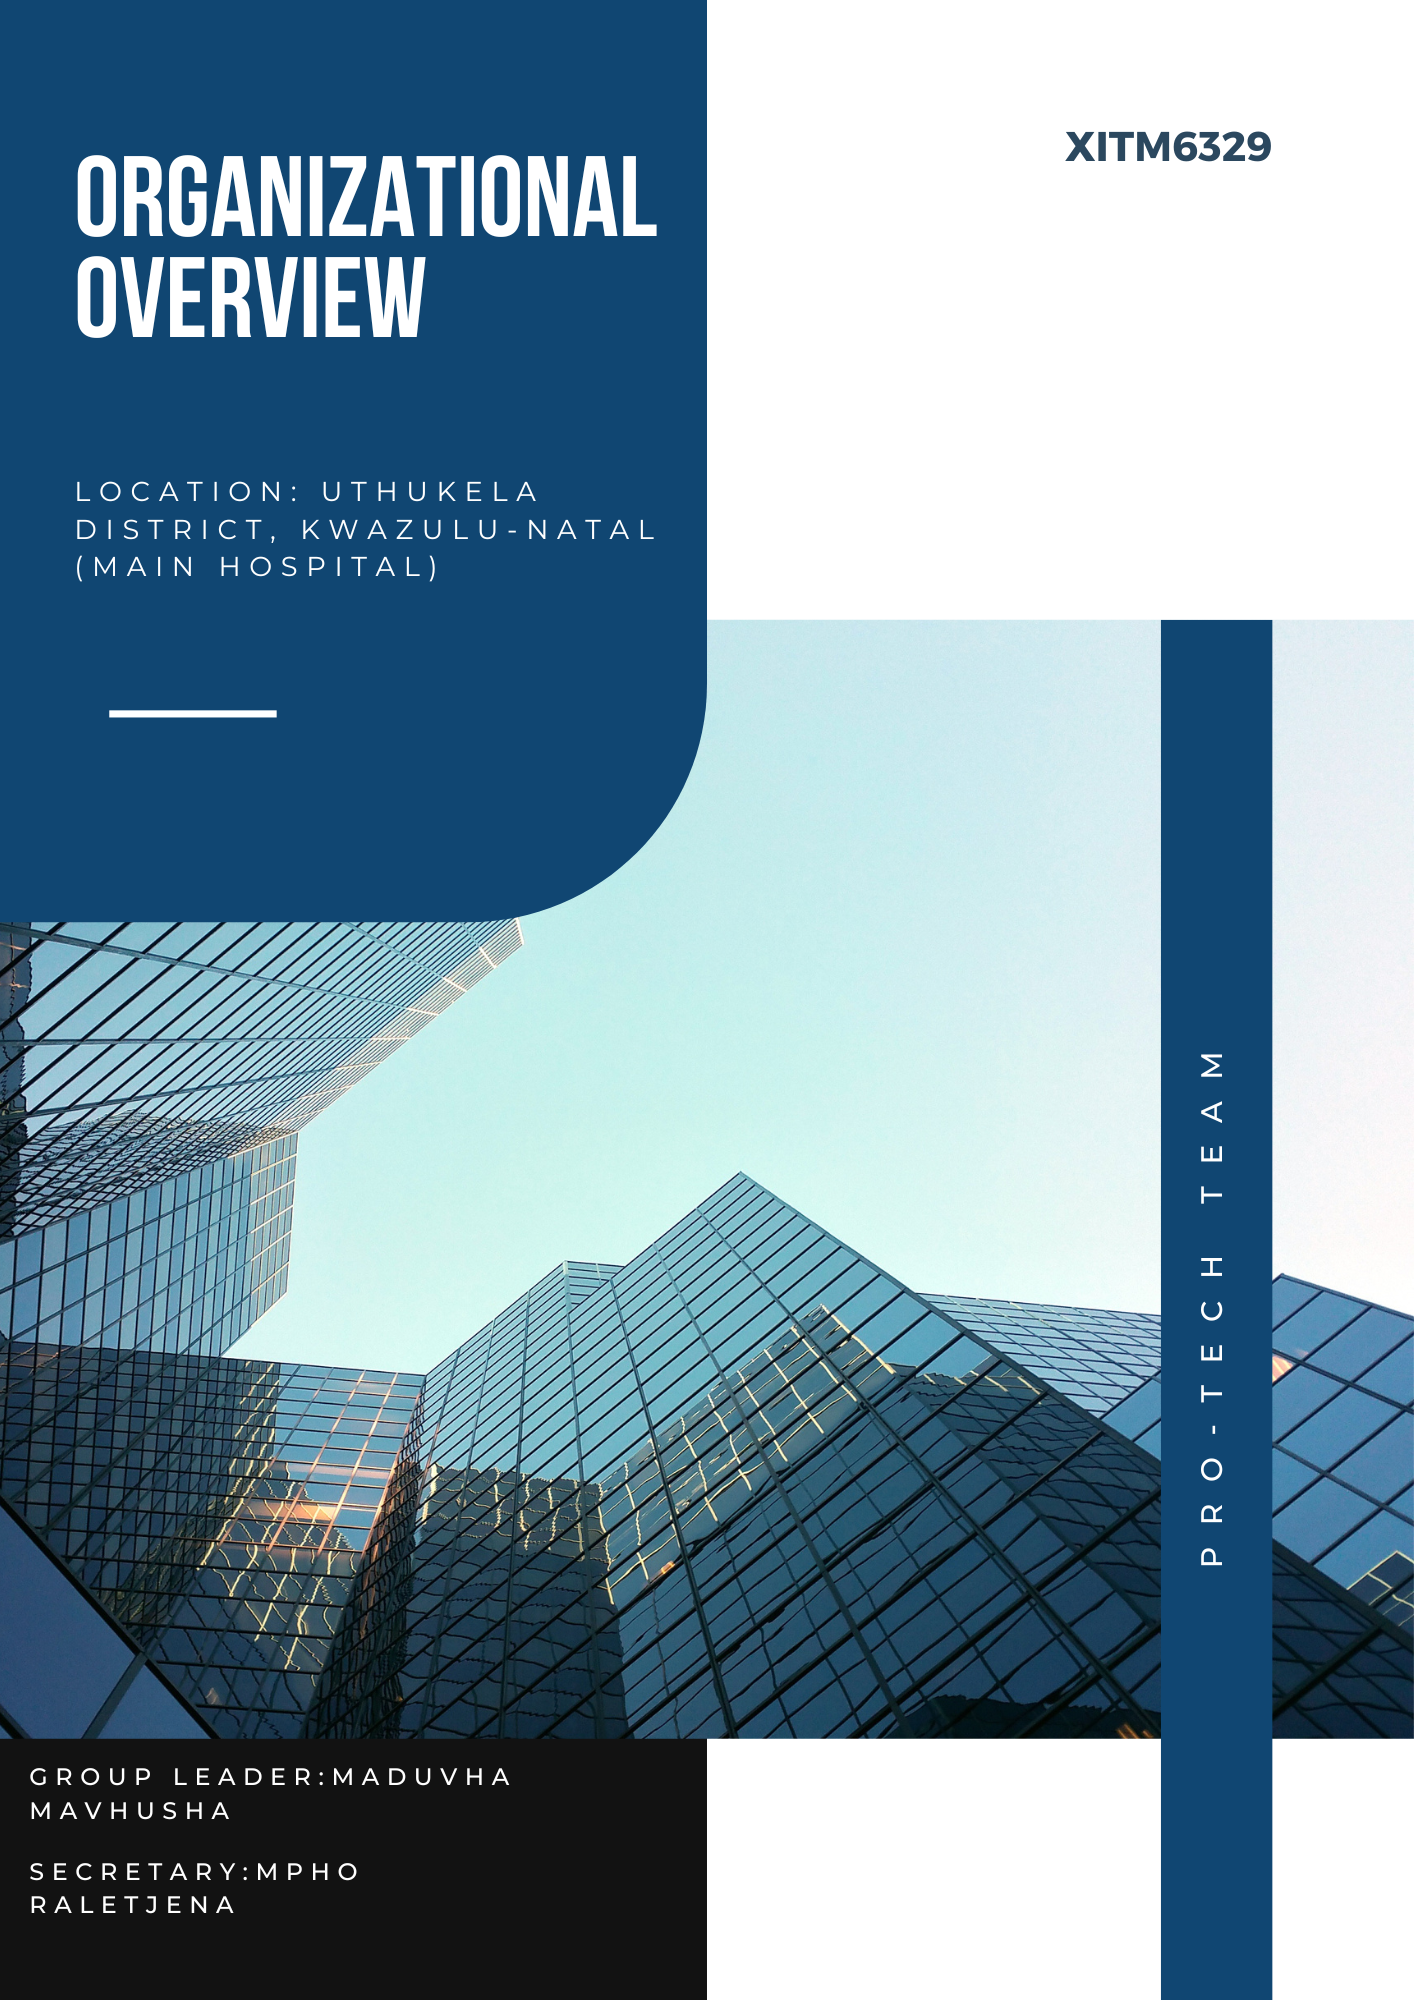 ORGANIZATIONAL
OVERVIEW
XITM6329
LOCATION: UTHUKELA
DISTRICT, KWAZULU-NATAL
(MAIN HOSPITAL)
PRO-TECH TEAM
GROUP LEADER:MADUVHA
MAVHUSHA
SECRETARY:MPHO
RALETJENA